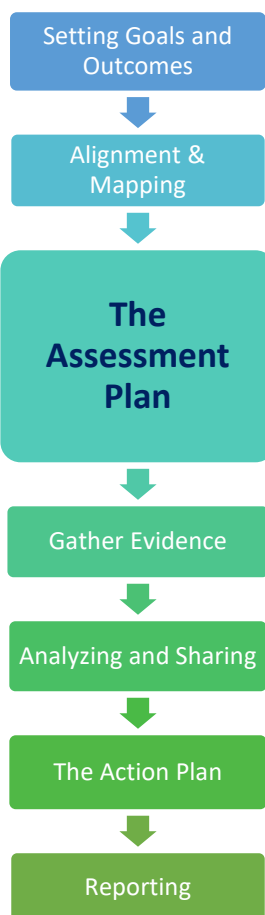 Setting Goals and
Outcomes
Alignment &
Mapping
The
Assessment
Plan
Gather Evidence
Analyzing and Sharing
The Action Plan
Reporting